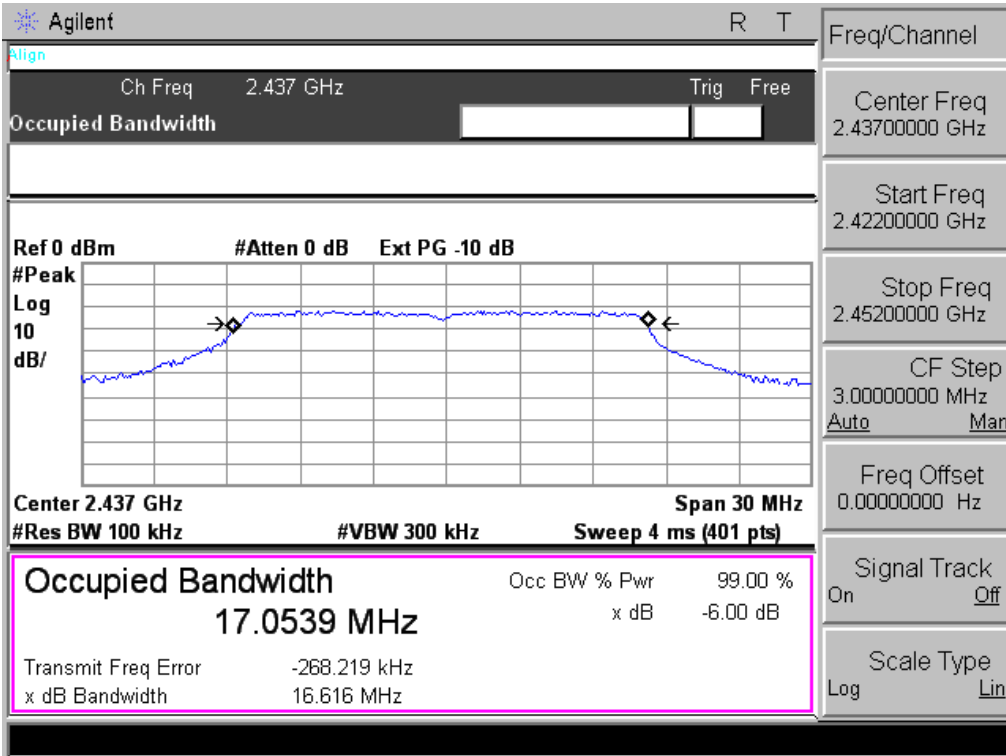 Agilent R T
Align
Ch Freq 2.437 GHz Trig Free
Occupied Bandwidth
Ref 0 dBm #Atten 0 dB Ext PG -10 dB
#Peak
Log
10
dB/
Center 2.437 GHz Span 30 MHz
#Res BW 100 kHz #VBW 300 kHz Sweep 4 ms (401 pts)
Occupied Bandwidth Occ BW % Pwr 99.00 %
17.0539 MHz x dB -6.00 dB
Transmit Freq Error -268.219 kHz
x dB Bandwidth 16.616 MHz
Freq/Channel
Center Freq
2.43700000 GHz
Start Freq
2.42200000 GHz
Stop Freq
2.45200000 GHz
CF Step
3.00000000 MHz
Auto Man
Freq Offset
0.00000000 Hz
Signal Track
On Off
Scale Type
Log Lin